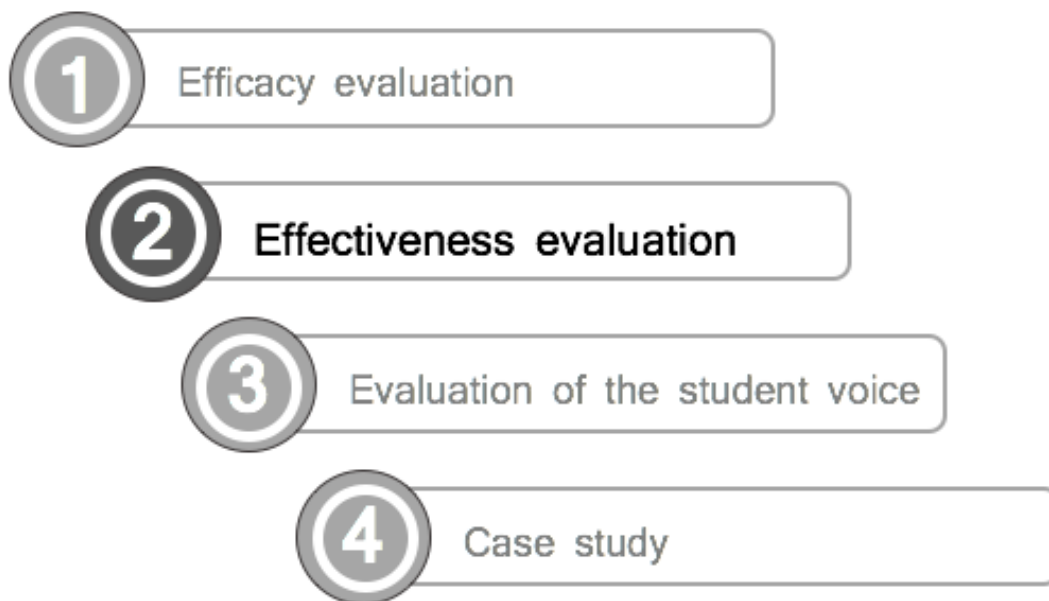 1 Efficacy evaluation
2 Effectiveness evaluation
3 Evaluation of the student voice
4 Case study